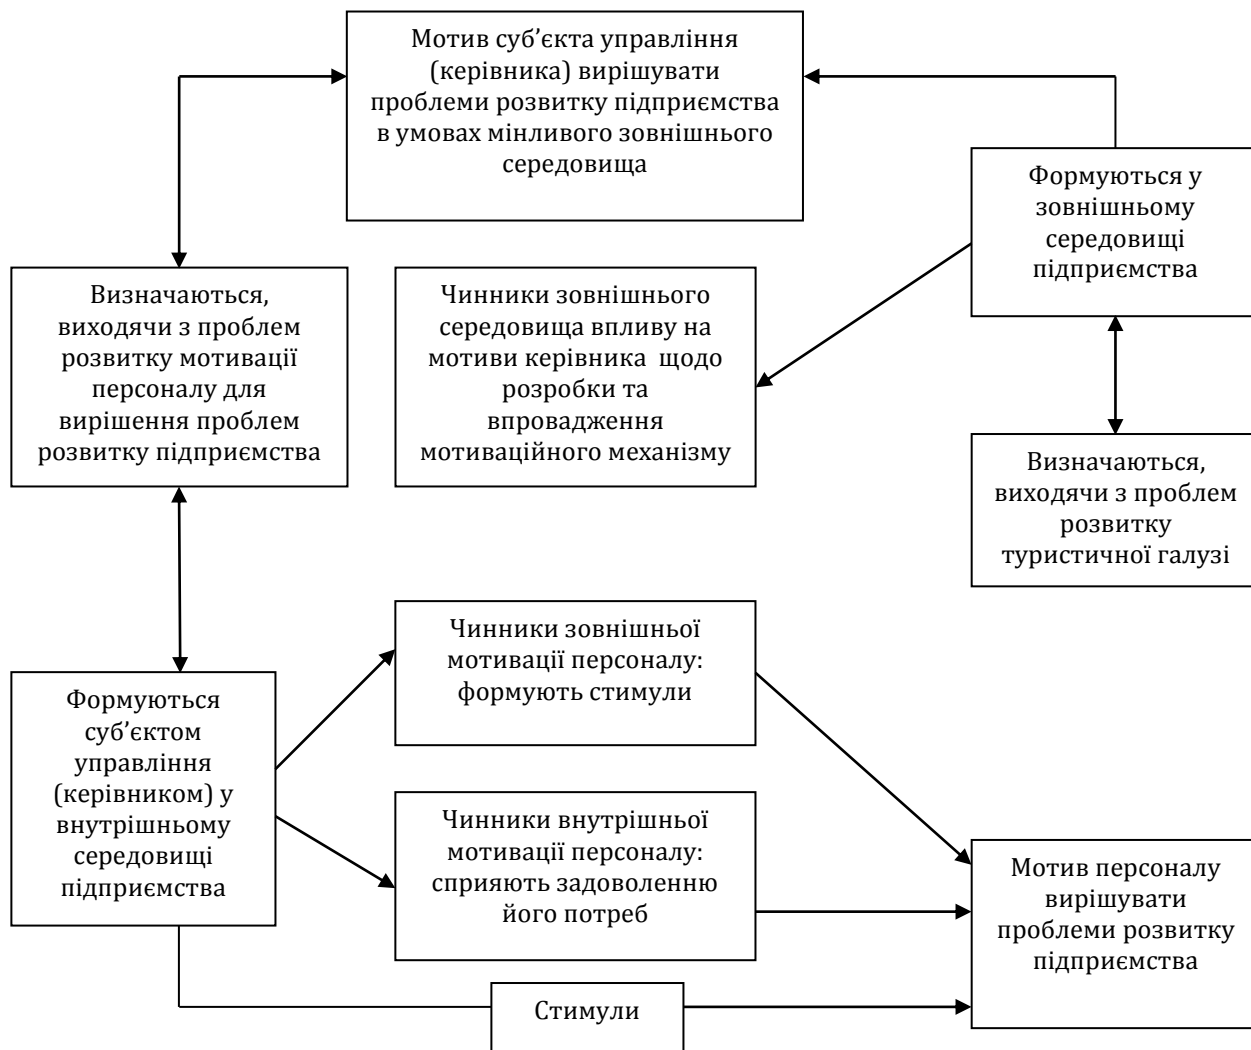 Мотив суб’єкта управління
(керівника) вирішувати
проблеми розвитку підприємства
в умовах мінливого зовнішнього
середовища
Формуються у
зовнішньому
середовищі
підприємства
Визначаються,
виходячи з проблем
розвитку мотивації
персоналу для
вирішення проблем
розвитку підприємства
Чинники зовнішнього
середовища впливу на
мотиви керівника щодо
розробки та
впровадження
мотиваційного механізму
Визначаються,
виходячи з проблем
розвитку
туристичної галузі
Чинники зовнішньої
мотивації персоналу:
формують стимули
Формуються
суб’єктом
управління
(керівником) у
внутрішньому
середовищі
підприємства
Чинники внутрішньої
мотивації персоналу:
сприяють задоволенню
його потреб
Мотив персоналу
вирішувати
проблеми розвитку
підприємства
Стимули